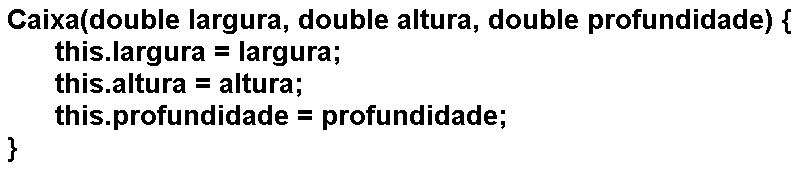 Caixa(double largura, double altura, double profundidade) {
this.largura = largura;
this.altura = altura;
this.profundidade = profundidade;
}